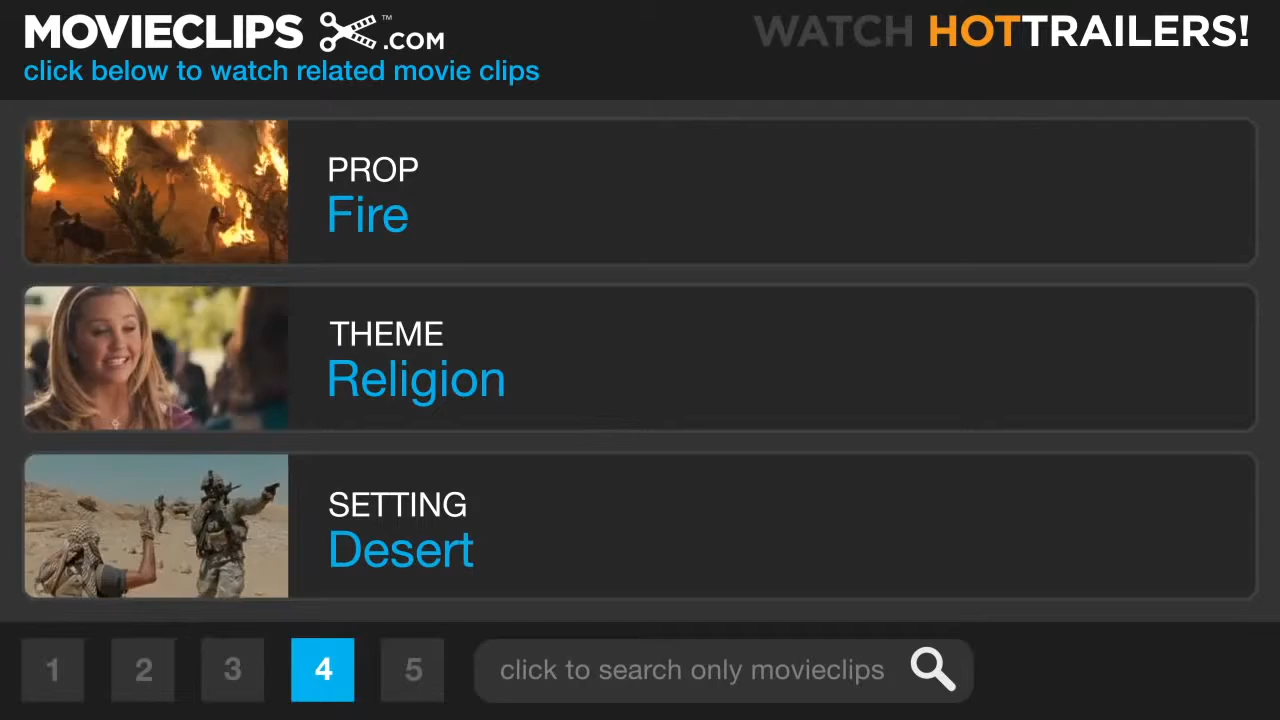 MOVIECLIPS ™ .COM
WATCH HOTTRAILERS!
click below to watch related movie clips
PROP
Fire
THEME
Religion
SETTING
Desert
1 2 3 4 5
click to search only movieclips